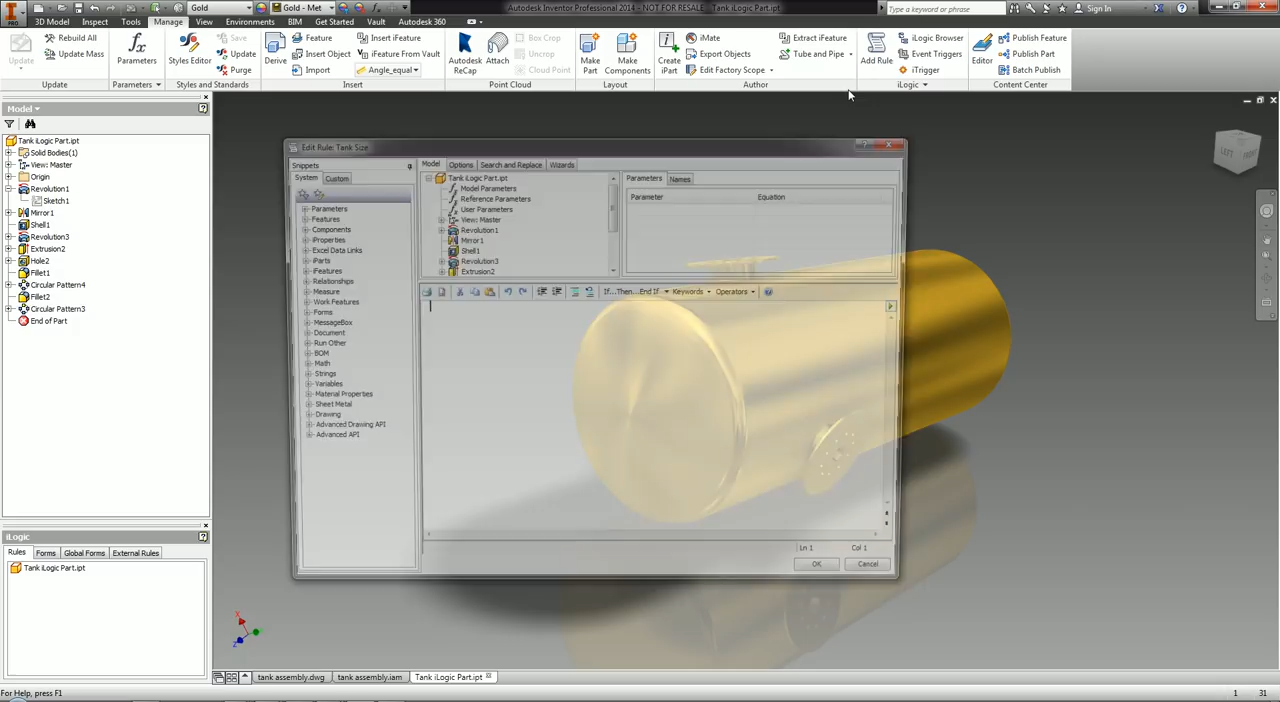 Gold
Gold - Met
Autodesk Inventor Professional 2014 - NOT FOR RESALE - Tank iLogic Part.ipt
Type here a keyword or phrase
Sign In
PRO
Tools
3D Model
Inspect
Tools
Manage
View
Environments
BIM
Get Started
Vault
Autodesk 360
Update
Rebuild All
Update Mass
Parameters
Styles Editor
Save
Update
Purge
Derive
Feature
Insert Object
Import
Insert iFeature
iFeature From Vault
Angle_equal
Autodesk ReCap
Attach
Box Crop
Uncrop
Cloud Point
Make Part
Make Components
Create iPart
iMate
Export Objects
Edit Factory Scope
Extract iFeature
Tube and Pipe
Add Rule
iLogic Browser
Event Triggers
iTrigger
Editor
Publish Feature
Publish Part
Batch Publish
Update
Parameters
Styles and Standards
Insert
Point Cloud
Layout
Author
iLogic
Content Center
Model
Tank iLogic Part.ipt
Solid Bodies(1)
View: Master
Origin
Revolution1
Sketch1
Mirror1
Shell1
Revolution3
Extrusion2
Hole2
Fillet1
Circular Pattern4
Fillet2
Circular Pattern3
End of Part
Edit Rule: Tank Size
Snippets
System
Custom
Parameters
Features
Components
iProperties
Excel Data Links
iParts
iFeatures
Relationships
Measure
Work Features
Forms
MessageBox
Document
Run Other
BOM
Math
Strings
Variables
Material Properties
Sheet Metal
Drawing
Advanced Drawing API
Advanced API
Model
Options
Search and Replace
Wizards
Tank iLogic Part.ipt
Model Parameters
Reference Parameters
User Parameters
View: Master
Revolution1
Mirror1
Shell1
Revolution3
Extrusion2
Parameters
Names
Parameter
Equation
If...Then...End If
Keywords
Operators
Ln 1
Col 1
OK
Cancel
LEFT
FRONT
iLogic
Rules
Forms
Global Forms
External Rules
Tank iLogic Part.ipt
X
Z
tank assembly.dwg
tank assembly.iam
Tank iLogic Part.ipt
For Help, press F1
1
31